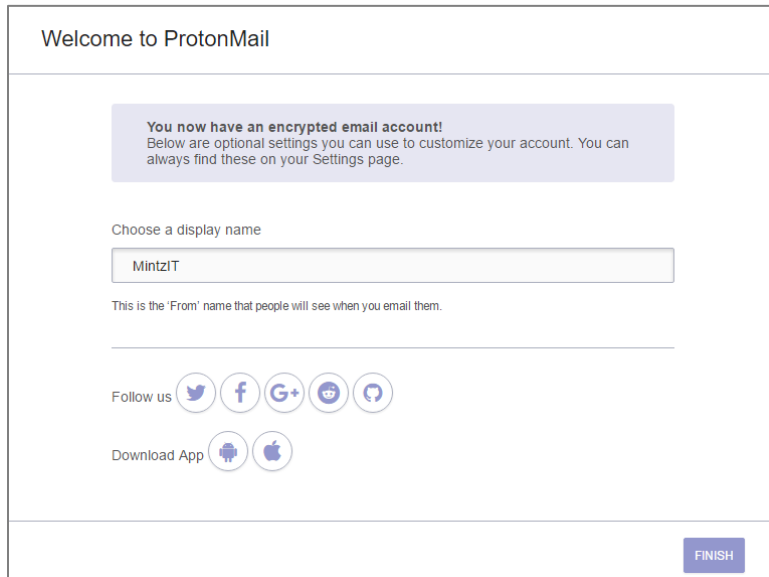 Welcome to ProtonMail
You now have an encrypted email account!
Below are optional settings you can use to customize your account. You can
always find these on your Settings page.
Choose a display name
MintzIT
This is the ‘From’ name that people will see when you email them.
Follow us
G+
Download App
FINISH